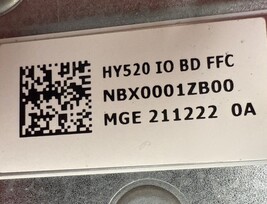 HY520 IO BD FFC
NBX0001ZB00
MGE 211222 0A